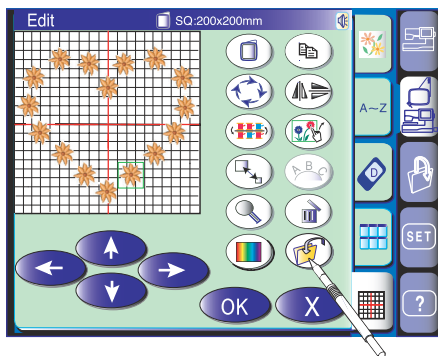 Edit
SQ:200x200mm
A~Z
D
A B C
SET
?
OK X